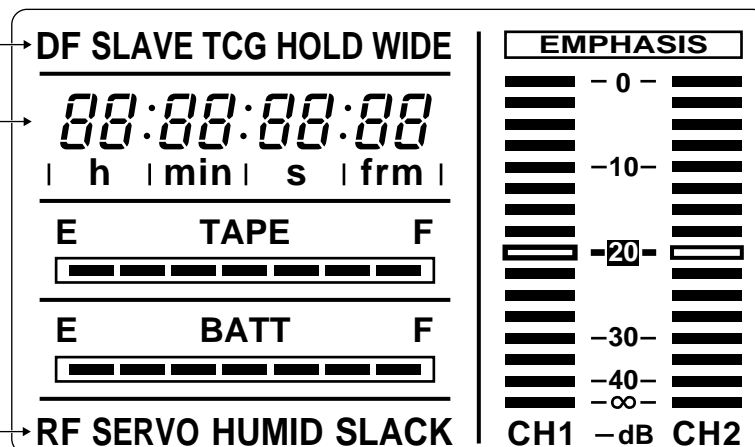 DF SLAVE TCG HOLD WIDE
88:88:88:88
h min s frm
E TAPE F
E BATT F
RF SERVO HUMID SLACK
EMPHASIS
0
-10-
-20-
-30-
-40-
-∞-
CH1 -dB CH2